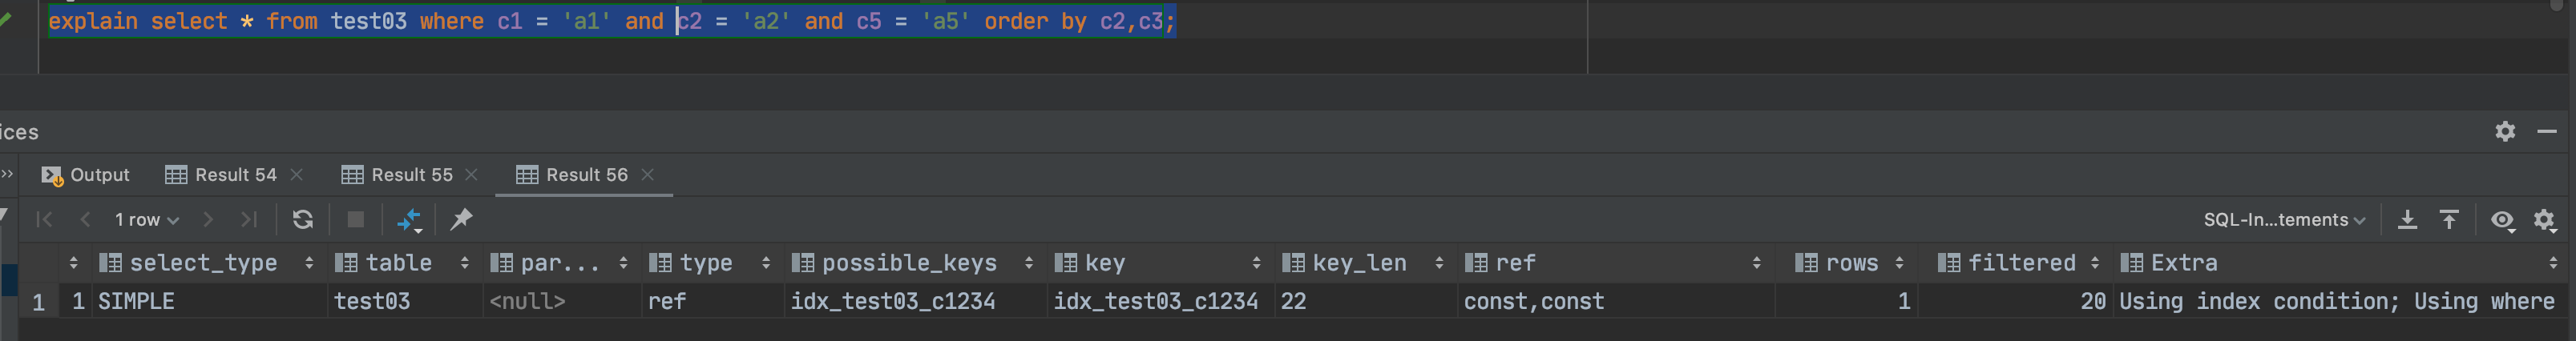 explain select * from test03 where c1 = 'a1' and c2 = 'a2' and c5 = 'a5' order by c2,c3;
ices
Output Result 54 Result 55 Result 56
1 row SQL-In...tements
select_type table par... type possible_keys key key_len ref rows filtered Extra
1 1 SIMPLE test03 <null> ref idx_test03_c1234 idx_test03_c1234 22 const,const 1 20 Using index condition; Using where